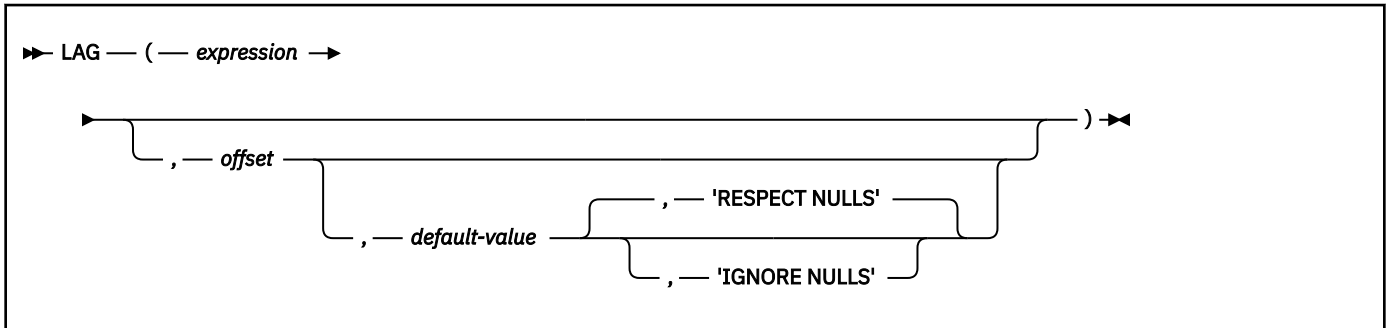 LAG ( expression
)
, offset
, 'RESPECT NULLS'
, default-value
, 'IGNORE NULLS'